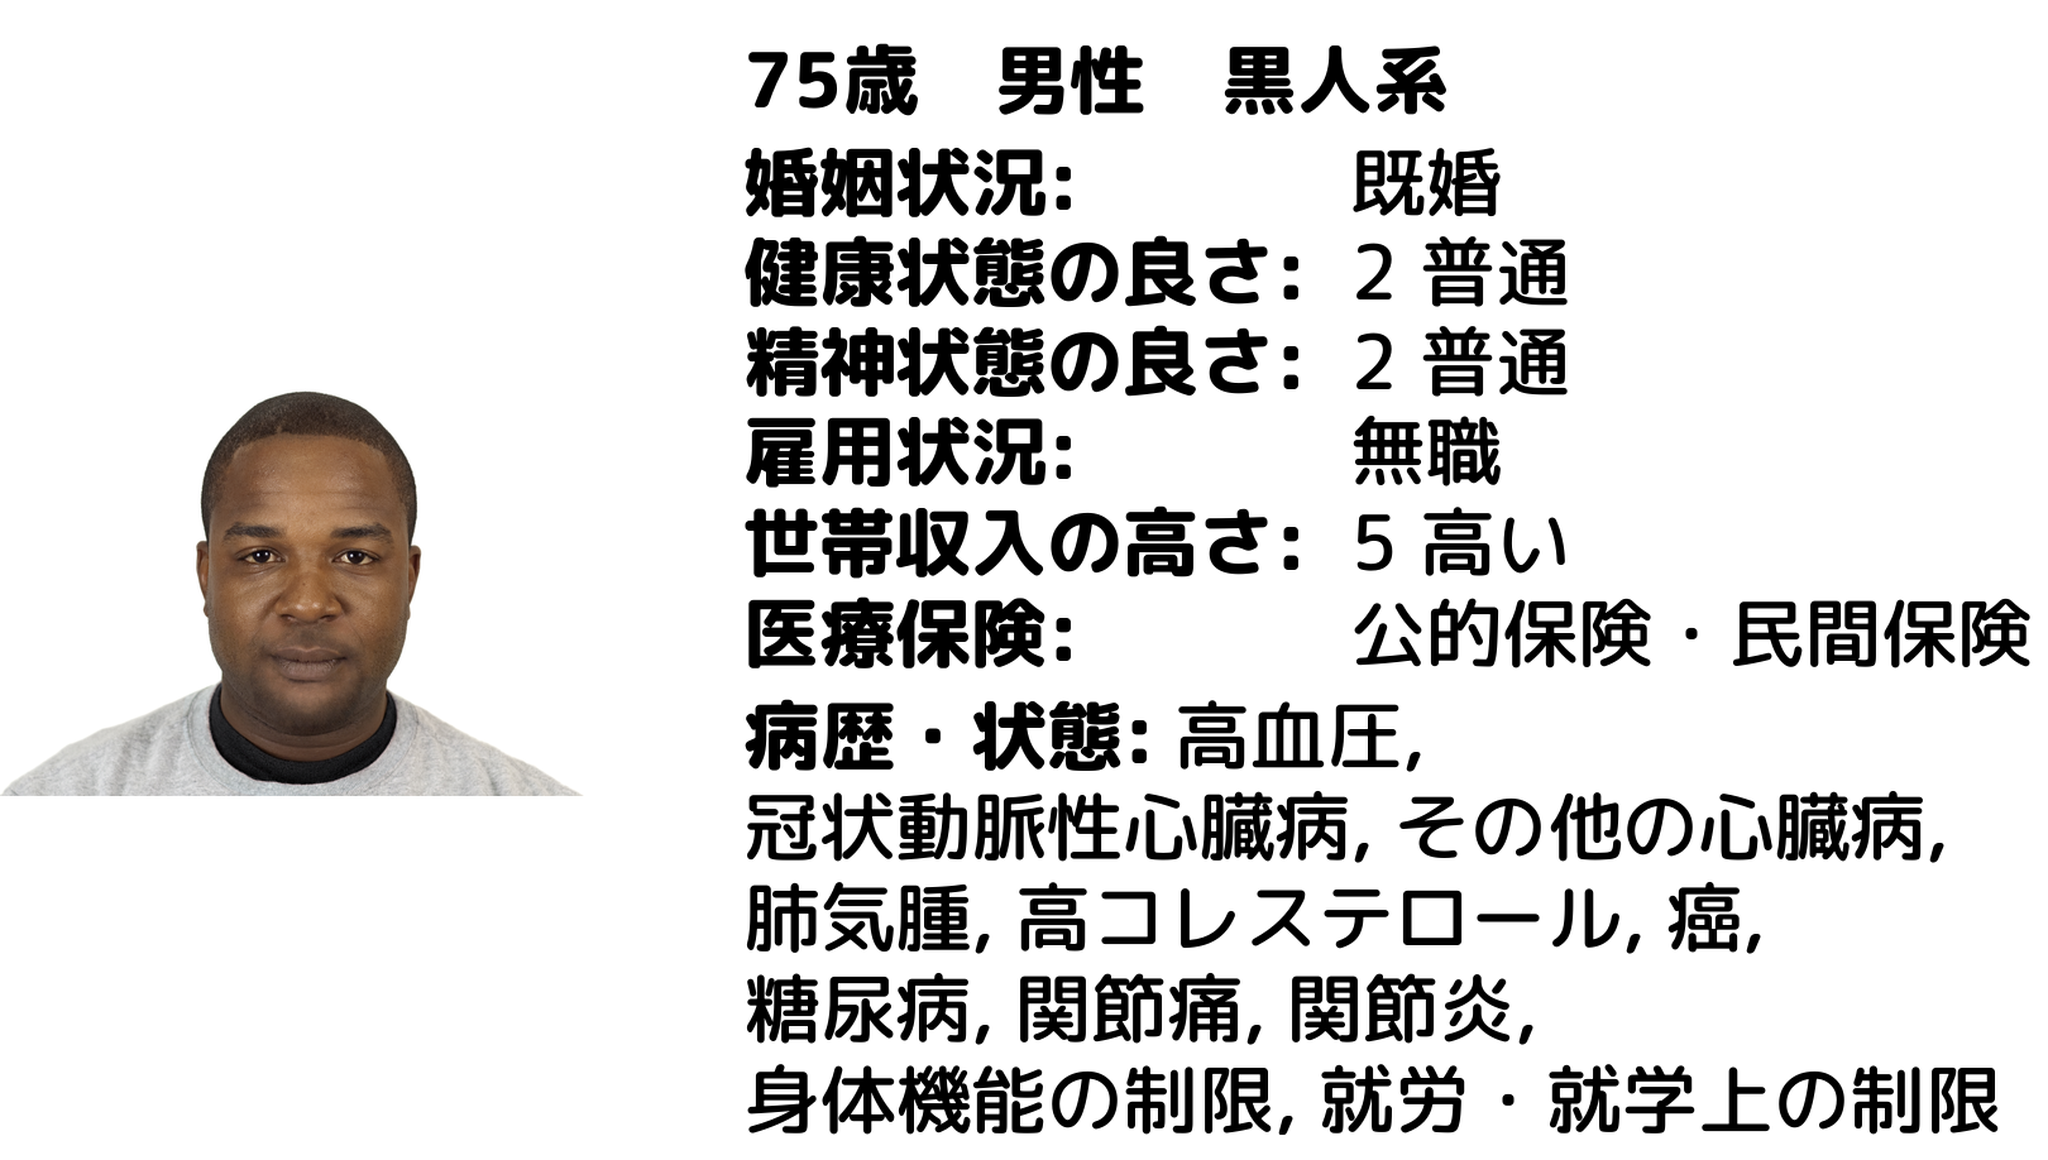 75歳　男性　黒人系
婚姻状況: 既婚
健康状態の良さ: 2 普通
精神状態の良さ: 2 普通
雇用状況: 無職
世帯収入の高さ: 5 高い
医療保険: 公的保険・民間保険
病歴・状態: 高血圧,
冠状動脈性心臓病, その他の心臓病,
肺気腫, 高コレステロール, 癌,
糖尿病, 関節痛, 関節炎,
身体機能の制限, 就労・就学上の制限